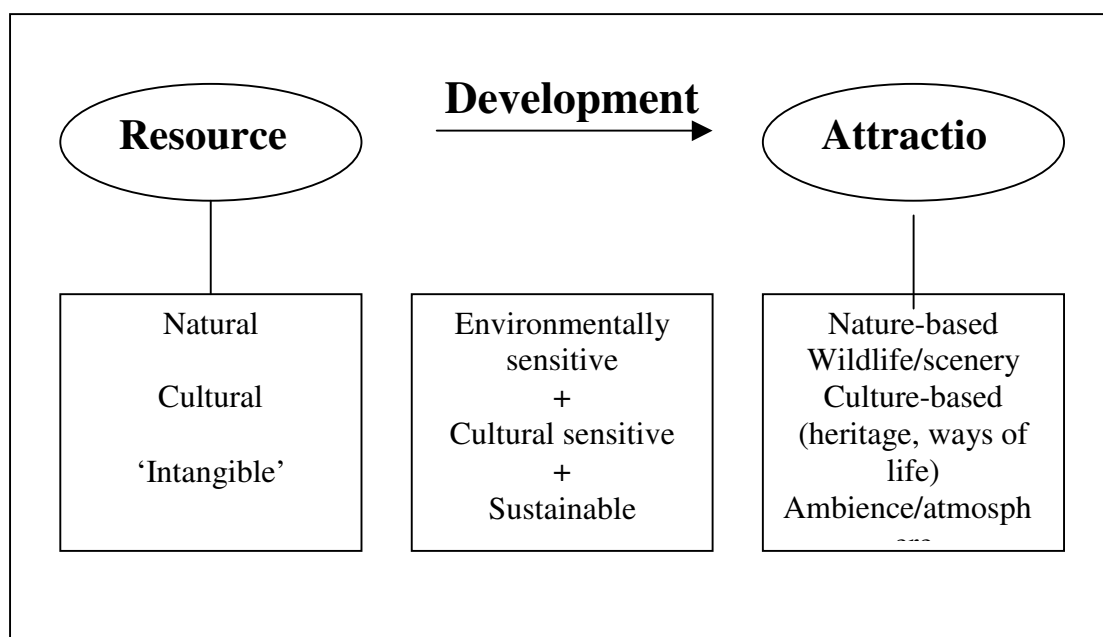 Development
Resource
Attractio
Natural
Cultural
‘Intangible’
Environmentally
sensitive
+
Cultural sensitive
+
Sustainable
Nature-based
Wildlife/scenery
Culture-based
(heritage, ways of
life)
Ambience/atmosph